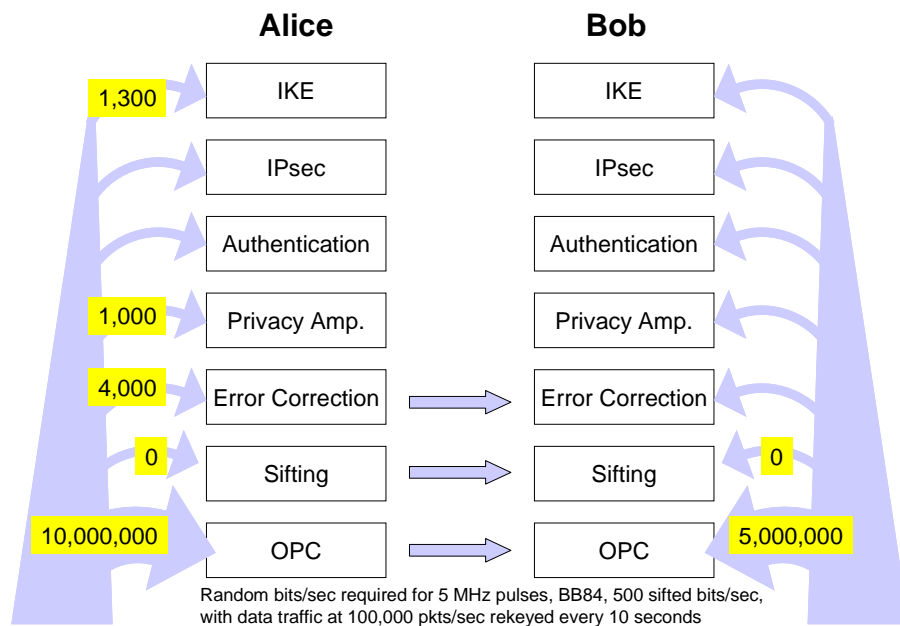 Alice Bob
1,300 IKE IKE
IPsec IPsec
Authentication Authentication
1,000 Privacy Amp. Privacy Amp.
4,000 Error Correction Error Correction
0 Sifting Sifting 0
10,000,000 OPC OPC 5,000,000
Random bits/sec required for 5 MHz pulses, BB84, 500 sifted bits/sec,
with data traffic at 100,000 pkts/sec rekeyed every 10 seconds